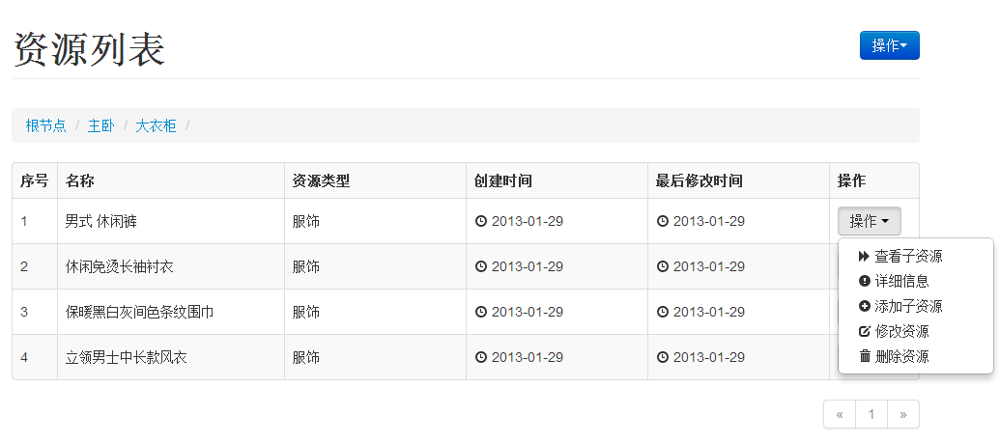 资源列表
操作
根节点 / 主卧 / 大衣柜 /
序号 名称 资源类型 创建时间 最后修改时间 操作
1 男式 休闲裤 服饰 2013-01-29 2013-01-29 操作
查看子资源
2 休闲免烫长袖衬衣 服饰 2013-01-29 2013-01-29
详细信息
添加子资源
3 保暖黑白灰间色条纹围巾 服饰 2013-01-29 2013-01-29
修改资源
4 立领男士中长款风衣 服饰 2013-01-29 2013-01-29
删除资源
« 1 »